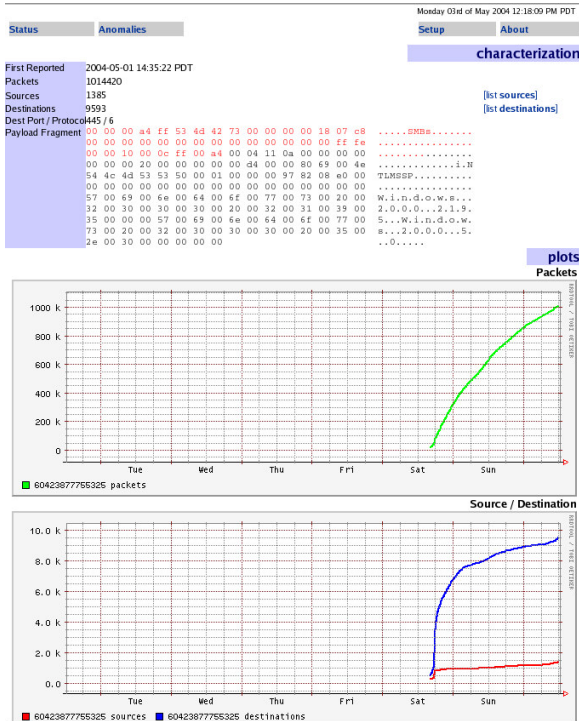 Monday 03rd of May 2004 12:18:09 PM PDT
Status Anomalies Setup About
characterization
First Reported 2004-05-01 14:35:22 PDT
Packets 1014420
Sources 1385 [list sources]
Destinations 9593 [list destinations]
Dest Port / Protocol 445 / 6
Payload Fragment 00 00 00 a4 ff 53 4d 42 73 00 00 00 00 18 07 c8 .....SMBs.......
00 00 00 00 00 00 00 00 00 00 00 00 00 00 ff fe ................
00 00 10 00 0c ff 00 a4 00 04 11 0a 00 00 00 00 ................
00 00 00 20 00 00 00 00 00 d4 00 00 80 69 00 4e .............i.N
54 4c 4d 53 53 50 00 01 00 00 00 97 82 08 e0 00 TLMSSP..........
00 00 00 00 00 00 00 00 00 00 00 00 00 00 00 00 ................
57 00 69 00 6e 00 64 00 6f 00 77 00 73 00 20 00 W.i.n.d.o.w.s...
32 00 30 00 30 00 30 00 20 00 32 00 31 00 39 00 2.0.0.0...2.1.9.
35 00 00 00 57 00 69 00 6e 00 64 00 6f 00 77 00 5...W.i.n.d.o.w.
73 00 20 00 32 00 30 00 30 00 30 00 20 00 35 00 s...2.0.0.0...5.
2e 00 30 00 00 00 00 00 ..0.....
plots
Packets
1000 k
800 k
600 k
400 k
200 k
0
Tue Wed Thu Fri Sat Sun
60423877755325 packets
RRDTOOL / TOBI OETIKER
Source / Destination
10.0 k
8.0 k
6.0 k
4.0 k
2.0 k
0.0
Tue Wed Thu Fri Sat Sun
60423877755325 sources 60423877755325 destinations
RRDTOOL / TOBI OETIKER